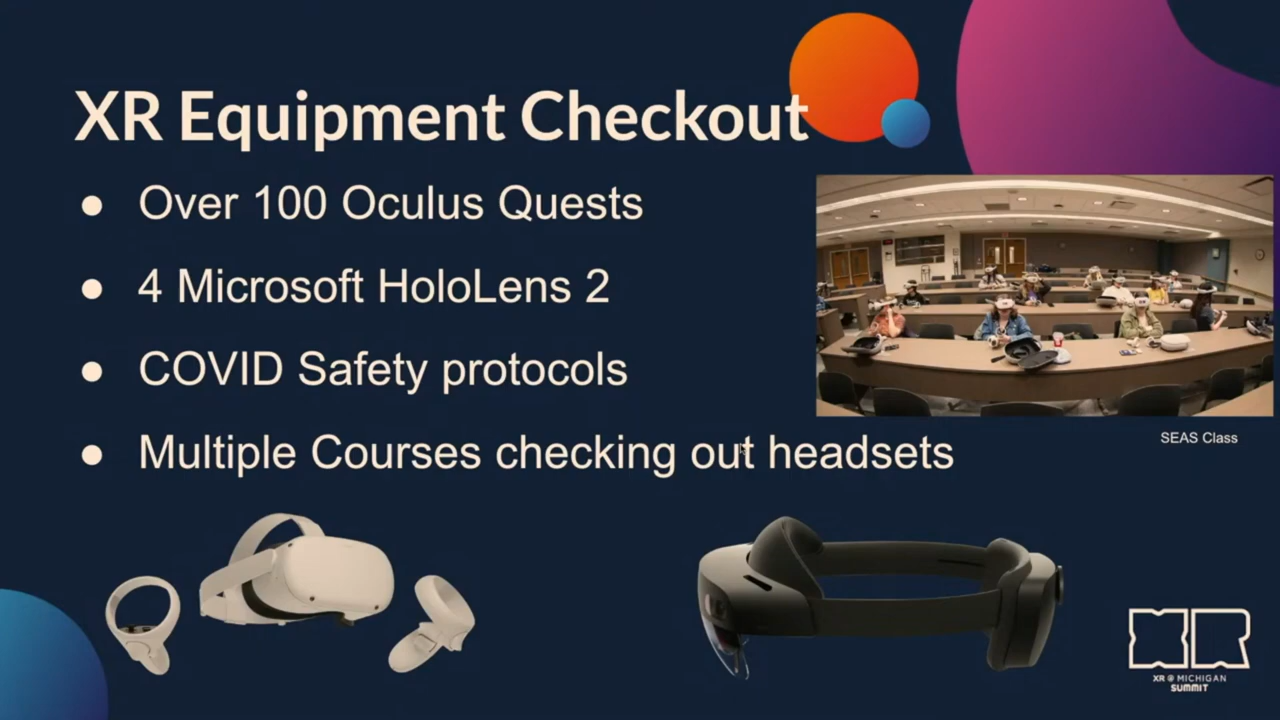 XR Equipment Checkout
● Over 100 Oculus Quests
● 4 Microsoft HoloLens 2
● COVID Safety protocols
● Multiple Courses checking out headsets
SEAS Class
XR
XR @ MICHIGAN
SUMMIT